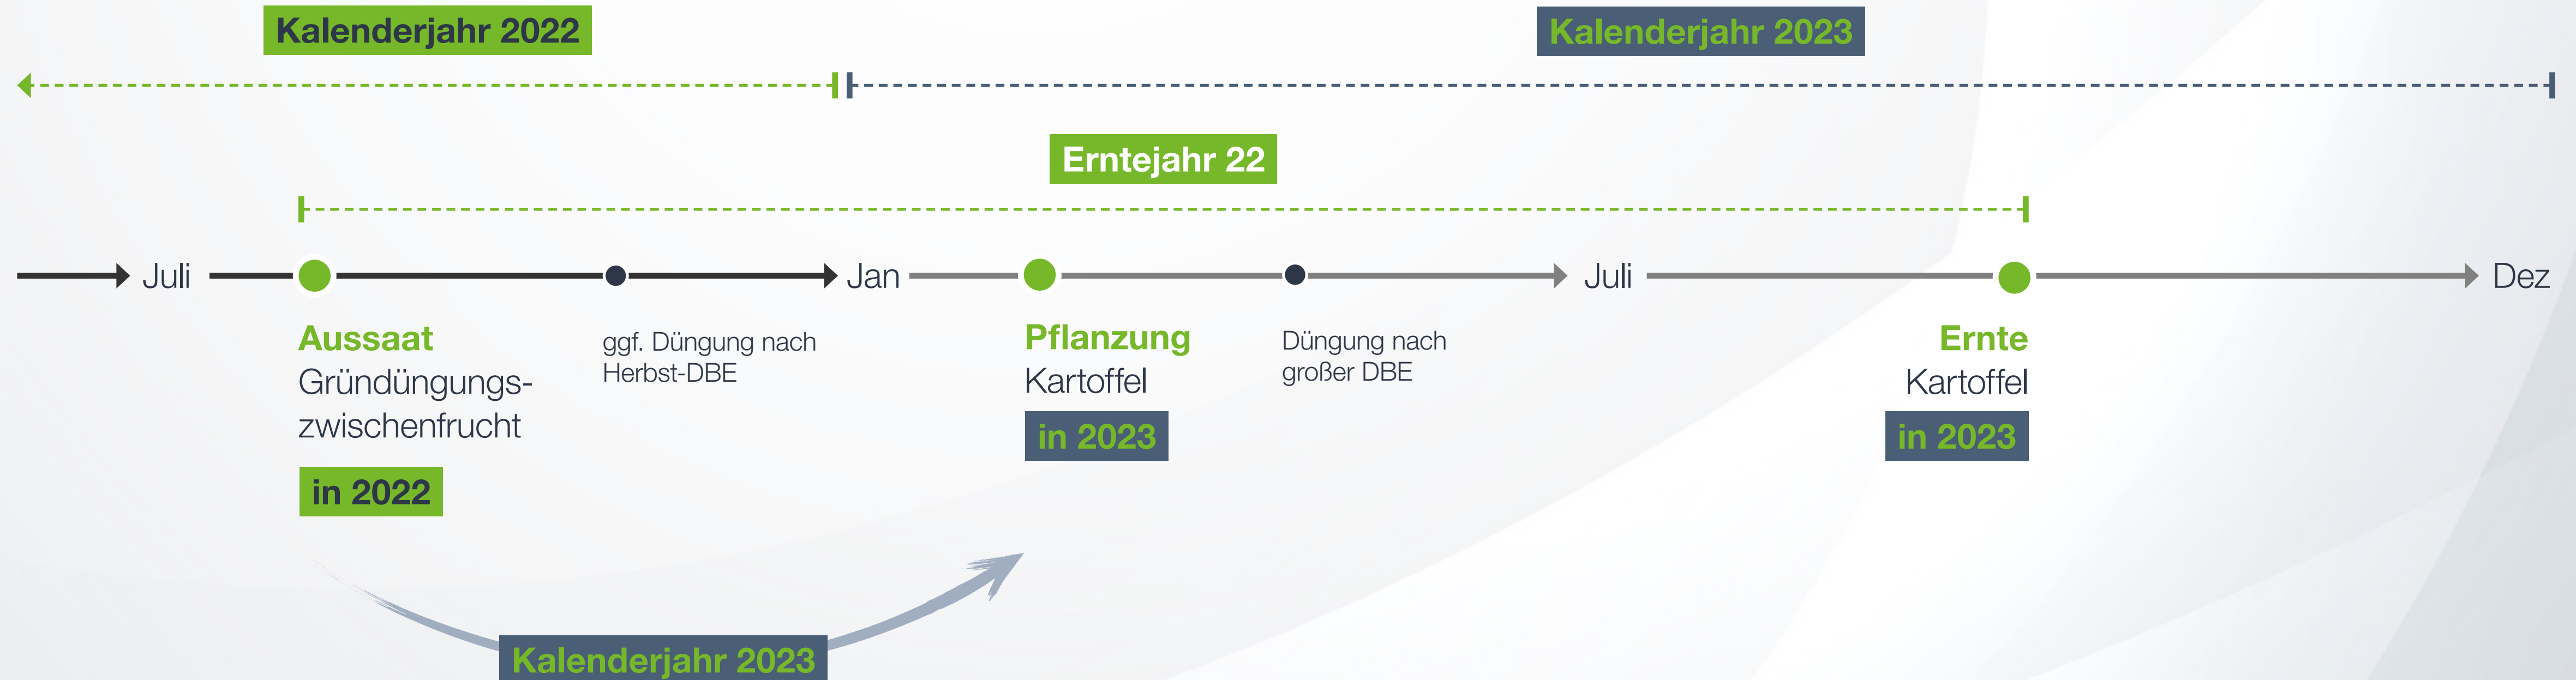 Kalenderjahr 2022
Kalenderjahr 2023
Erntejahr 22
Juli
Jan
Juli
Dez
Aussaat
Gründüngungs-
zwischenfrucht
in 2022
ggf. Düngung nach
Herbst-DBE
Pflanzung
Kartoffel
in 2023
Düngung nach
großer DBE
Ernte
Kartoffel
in 2023
Kalenderjahr 2023